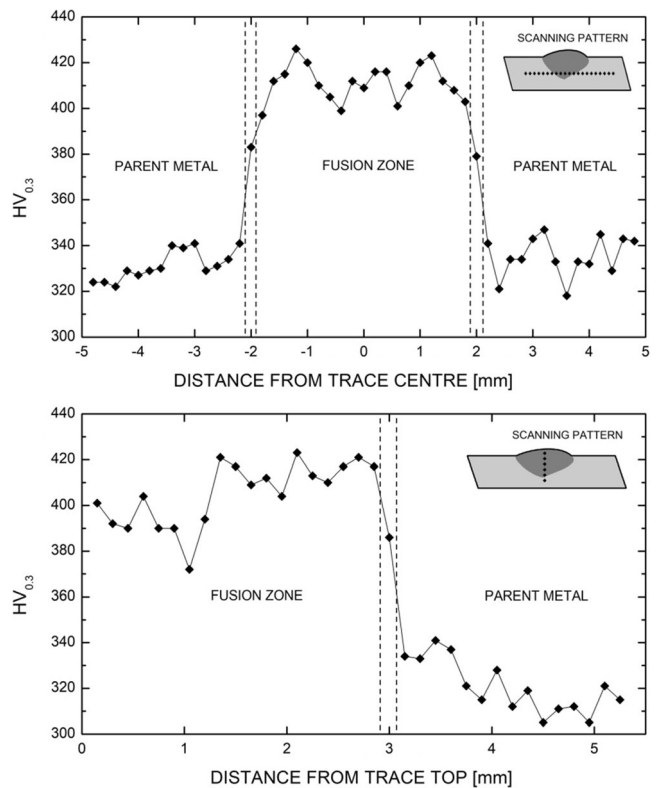 440
SCANNING PATTERN
420
400
380
PARENT METAL
FUSION ZONE
PARENT METAL
HV0.3
360
340
320
300
-5 -4 -3 -2 -1 0 1 2 3 4 5
DISTANCE FROM TRACE CENTRE [mm]
440
SCANNING PATTERN
420
400
380
HV0.3
FUSION ZONE
PARENT METAL
360
340
320
300
0 1 2 3 4 5
DISTANCE FROM TRACE TOP [mm]